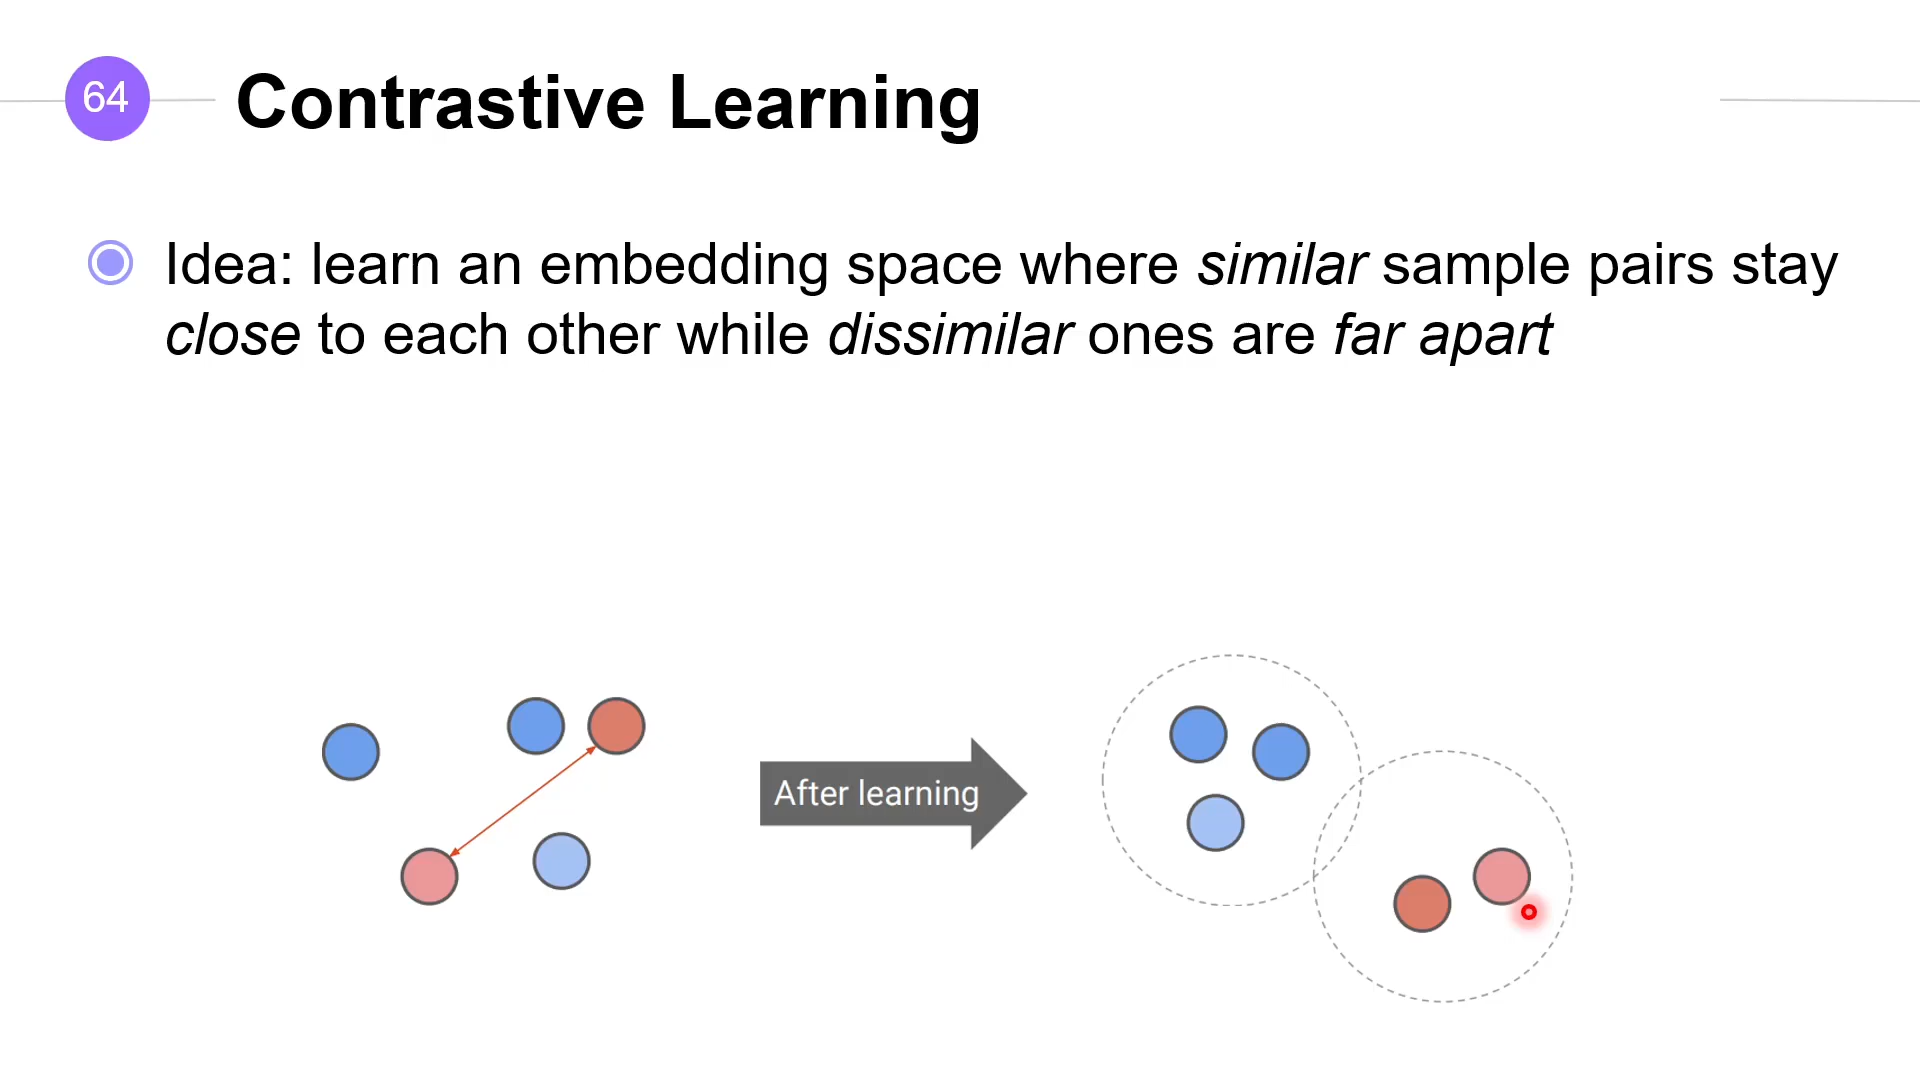 64
Contrastive Learning
Idea: learn an embedding space where similar sample pairs stay
close to each other while dissimilar ones are far apart
After learning